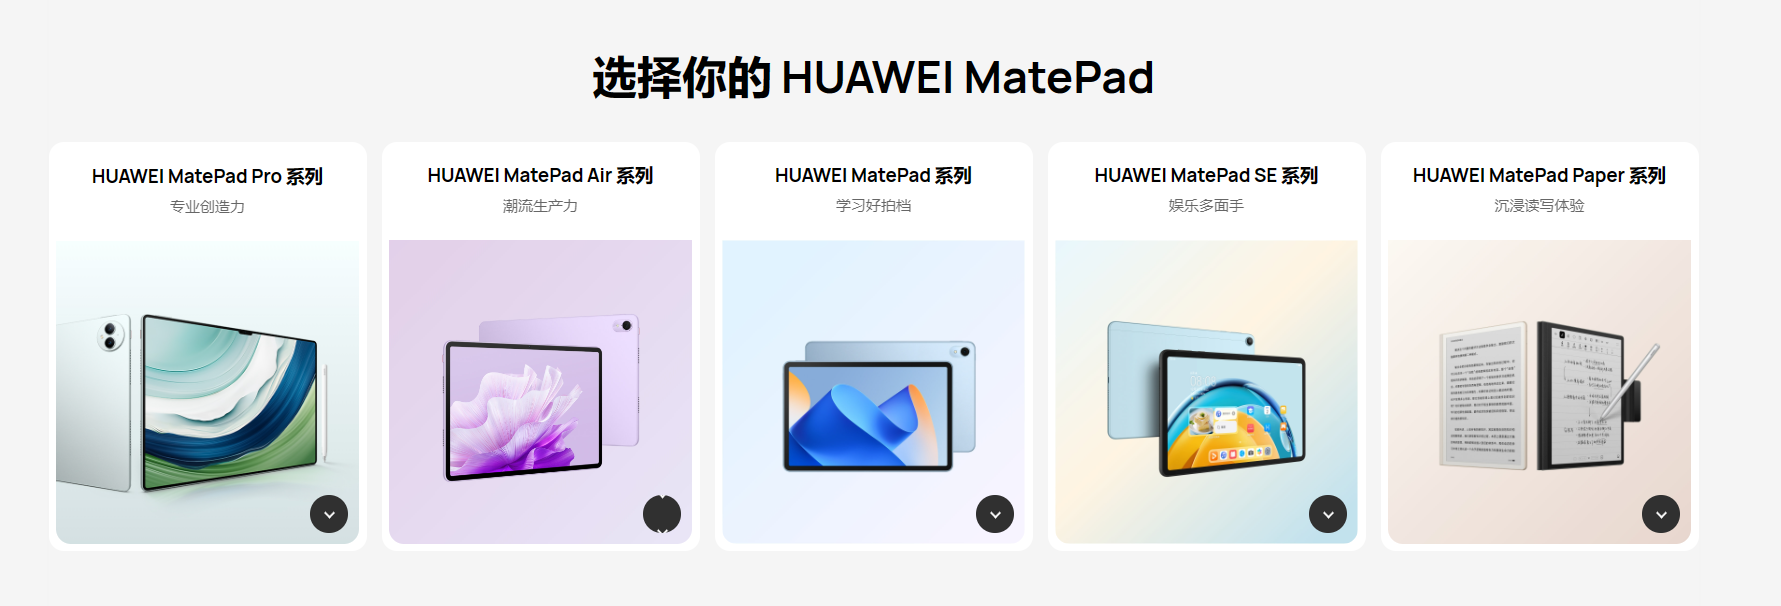 选择你的 HUAWEI MatePad
HUAWEI MatePad Pro 系列
专业创造力
HUAWEI MatePad Air 系列
潮流生产力
HUAWEI MatePad 系列
学习好拍档
HUAWEI MatePad SE 系列
娱乐多面手
HUAWEI MatePad Paper 系列
沉浸读写体验